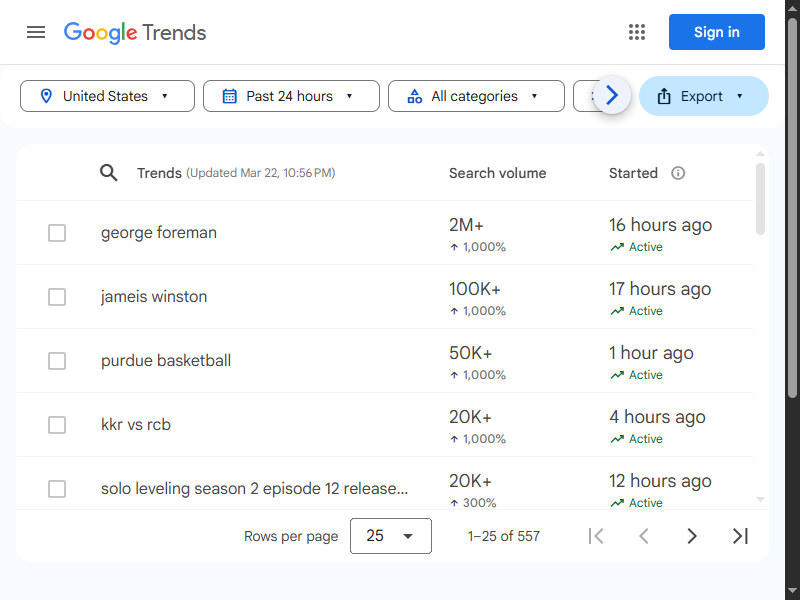 Google Trends
Sign in
United States
Past 24 hours
All categories
Export
Trends (Updated Mar 22, 10:56 PM)
Search volume
Started
george foreman
2M+
1,000%
16 hours ago
Active
jameis winston
100K+
1,000%
17 hours ago
Active
purdue basketball
50K+
1,000%
1 hour ago
Active
kkr vs rcb
20K+
1,000%
4 hours ago
Active
solo leveling season 2 episode 12 release...
20K+
300%
12 hours ago
Active
Rows per page
25
1–25 of 557